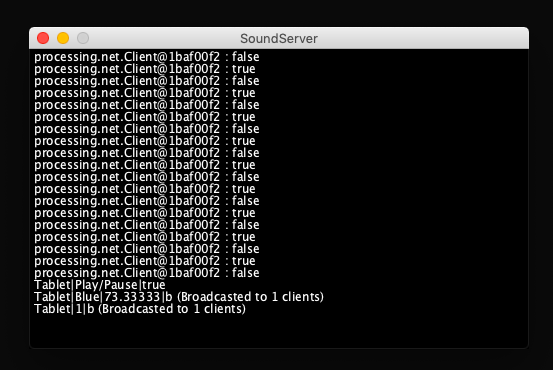 SoundServer
processing.net.Client@1baf00f2 : false
processing.net.Client@1baf00f2 : true
processing.net.Client@1baf00f2 : false
processing.net.Client@1baf00f2 : true
processing.net.Client@1baf00f2 : false
processing.net.Client@1baf00f2 : true
processing.net.Client@1baf00f2 : false
processing.net.Client@1baf00f2 : true
processing.net.Client@1baf00f2 : false
processing.net.Client@1baf00f2 : true
processing.net.Client@1baf00f2 : false
processing.net.Client@1baf00f2 : true
processing.net.Client@1baf00f2 : false
processing.net.Client@1baf00f2 : true
processing.net.Client@1baf00f2 : false
processing.net.Client@1baf00f2 : true
processing.net.Client@1baf00f2 : false
processing.net.Client@1baf00f2 : true
processing.net.Client@1baf00f2 : false
Tablet|Play/Pause|true
Tablet|Blue|73.33333|b (Broadcasted to 1 clients)
Tablet|1|b (Broadcasted to 1 clients)